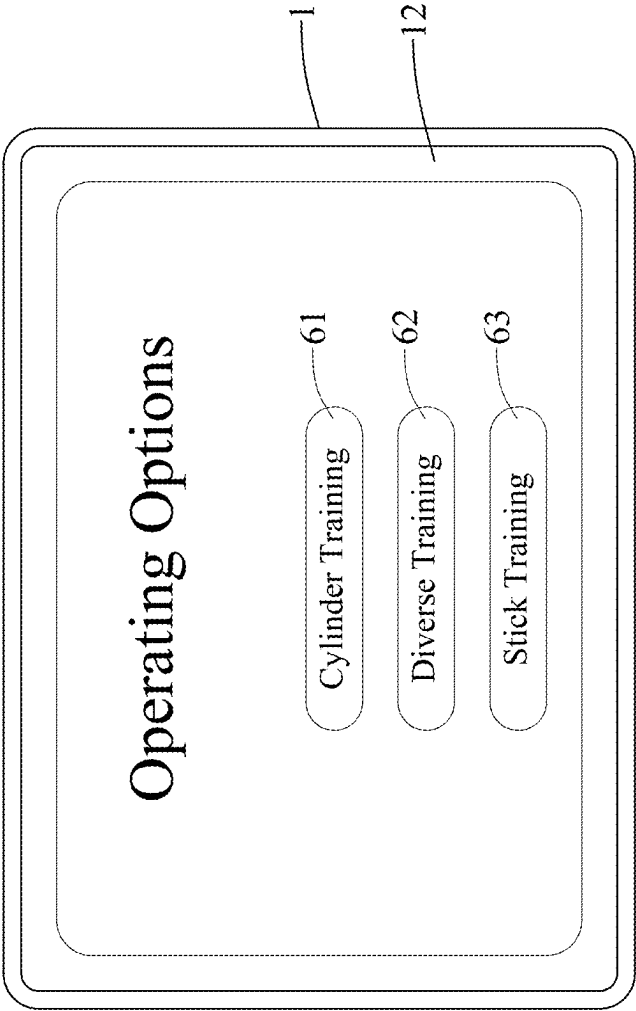 1
12
Operating Options
61
Cylinder Training
62
Diverse Training
63
Stick Training